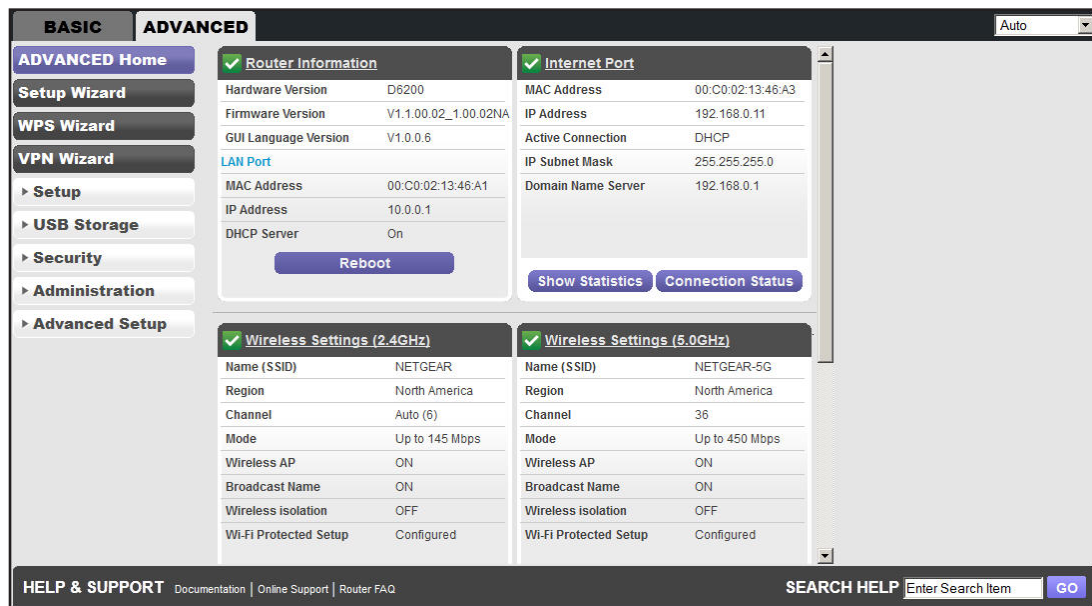 BASIC ADVANCED Auto
ADVANCED Home
Setup Wizard
WPS Wizard
VPN Wizard
Setup
USB Storage
Security
Administration
Advanced Setup
Router Information
Hardware Version D6200
Firmware Version V1.1.00.02_1.00.02NA
GUI Language Version V1.0.0.6
LAN Port
MAC Address 00:C0:02:13:46:A1
IP Address 10.0.0.1
DHCP Server On
Reboot
Internet Port
MAC Address 00:C0:02:13:46:A3
IP Address 192.168.0.11
Active Connection DHCP
IP Subnet Mask 255.255.255.0
Domain Name Server 192.168.0.1
Show Statistics Connection Status
Wireless Settings (2.4GHz)
Name (SSID) NETGEAR
Region North America
Channel Auto (6)
Mode Up to 145 Mbps
Wireless AP ON
Broadcast Name ON
Wireless isolation OFF
Wi-Fi Protected Setup Configured
Wireless Settings (5.0GHz)
Name (SSID) NETGEAR-5G
Region North America
Channel 36
Mode Up to 450 Mbps
Wireless AP ON
Broadcast Name ON
Wireless isolation OFF
Wi-Fi Protected Setup Configured
HELP & SUPPORT Documentation | Online Support | Router FAQ SEARCH HELP Enter Search Item GO